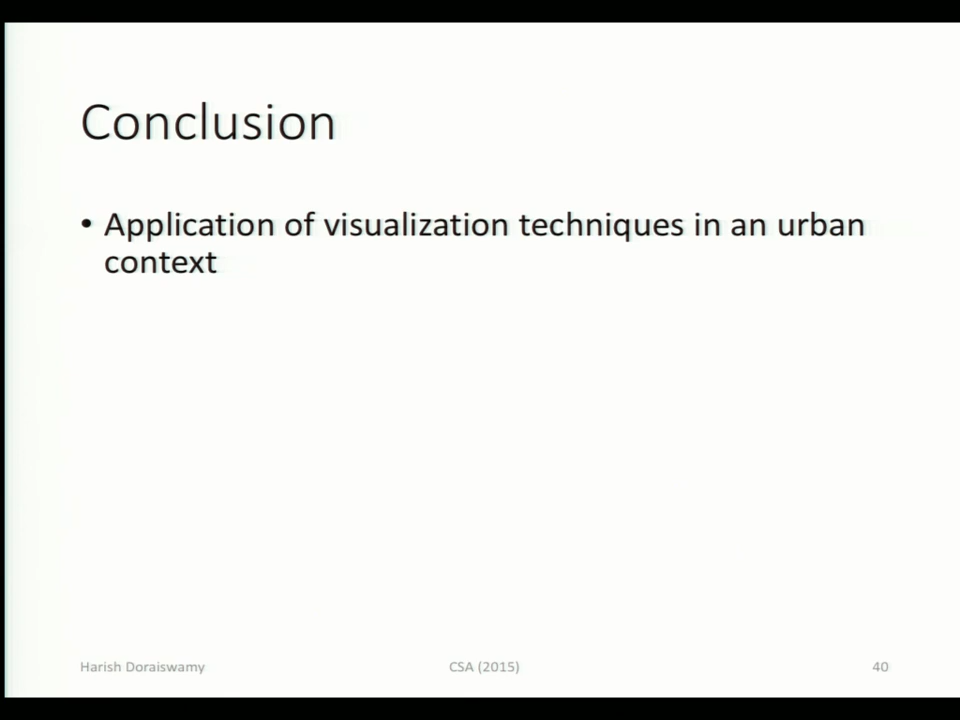 Conclusion
• Application of visualization techniques in an urban
context
Harish Doraiswamy
CSA (2015)
40